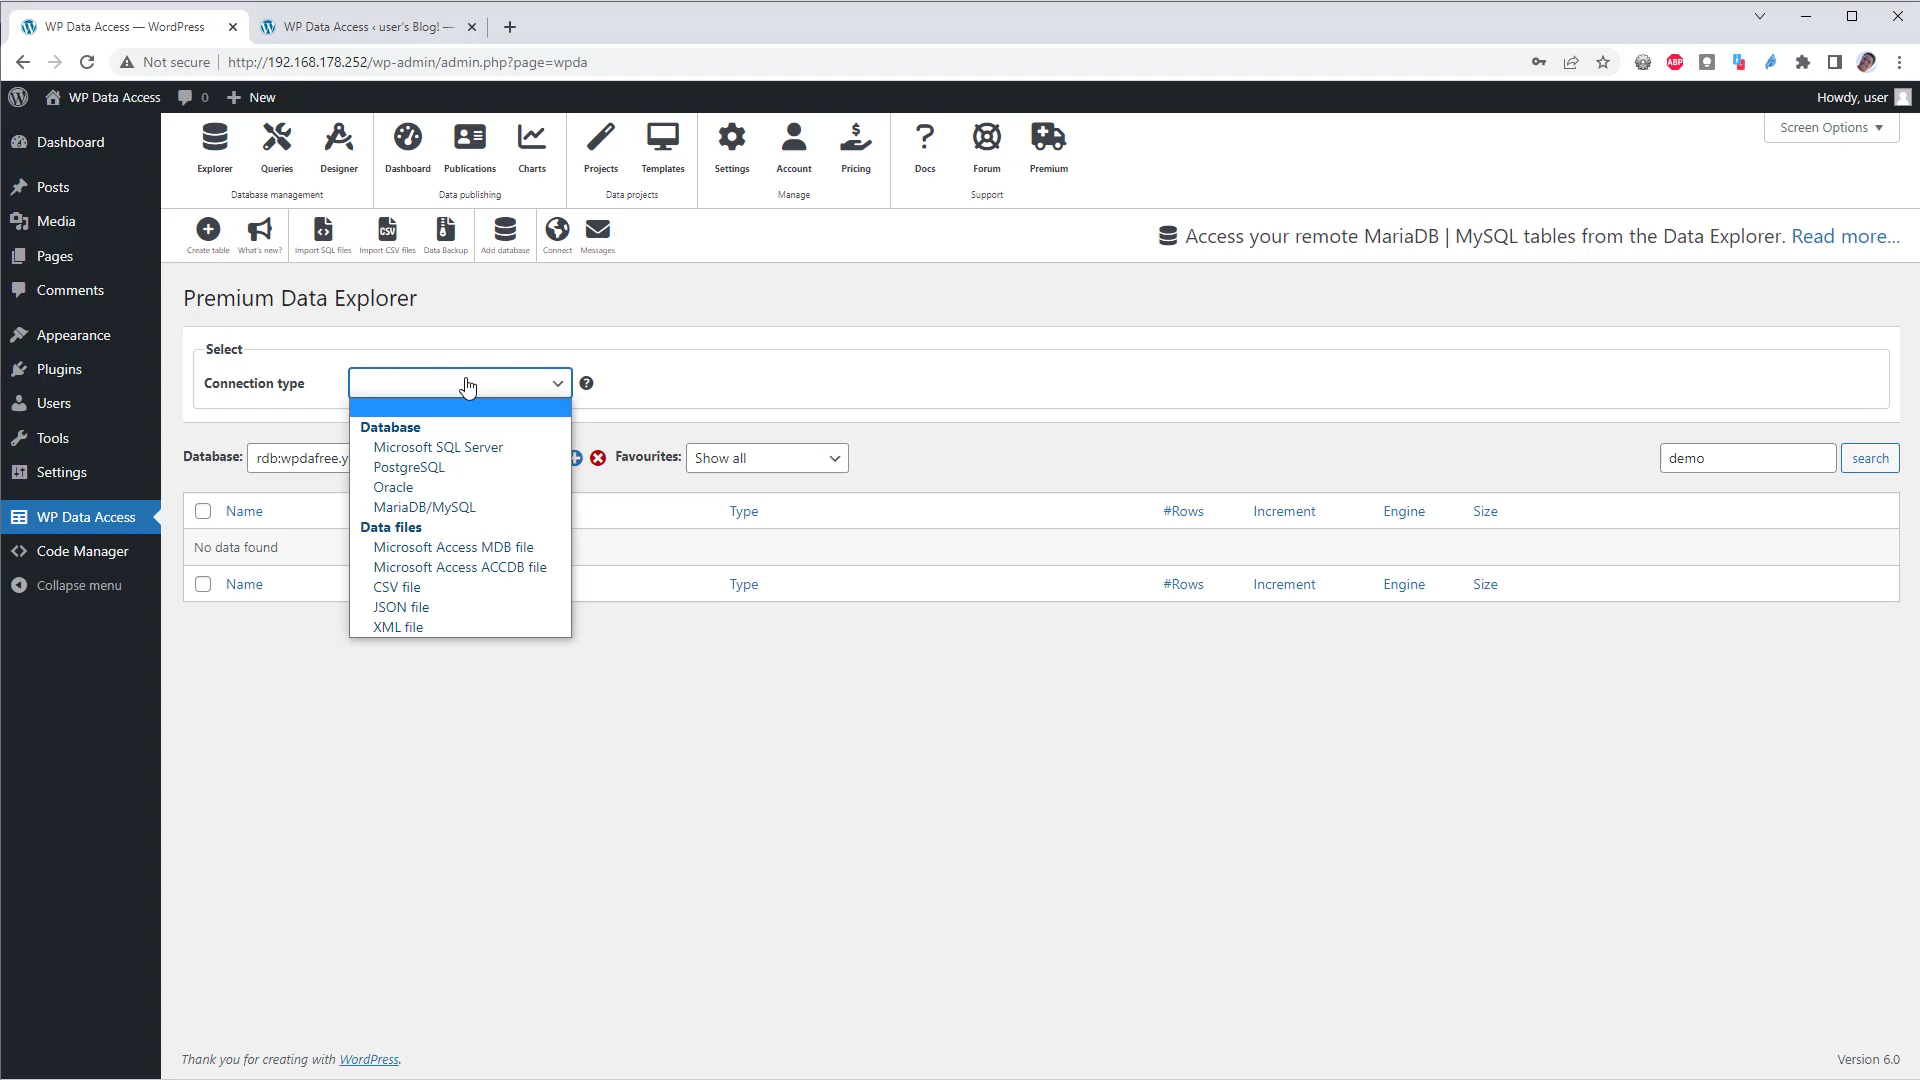 WP Data Access — WordPress
WP Data Access ‹ user's Blog! —
Not secure
http://192.168.178.252/wp-admin/admin.php?page=wpda
ABP
WP Data Access
0
New
Howdy, user
Screen Options
Dashboard
Posts
Media
Pages
Comments
Appearance
Plugins
Users
Tools
Settings
WP Data Access
Code Manager
Collapse menu
Explorer
Queries
Designer
Database management
Dashboard
Publications
Charts
Data publishing
Projects
Templates
Data projects
Settings
Account
Pricing
Manage
Docs
Forum
Premium
Support
Create table
What's new?
Import SQL files
CSV
Import CSV files
Data Backup
Add database
Connect
Messages
Access your remote MariaDB | MySQL tables from the Data Explorer. Read more...
Premium Data Explorer
Select
Connection type
Database
Microsoft SQL Server
PostgreSQL
Oracle
MariaDB/MySQL
Data files
Microsoft Access MDB file
Microsoft Access ACCDB file
CSV file
JSON file
XML file
Database:
rdb:wpdafree.y
Favourites:
Show all
demo
search
Name
Type
#Rows
Increment
Engine
Size
No data found
Name
Type
#Rows
Increment
Engine
Size
Thank you for creating with WordPress.
Version 6.0